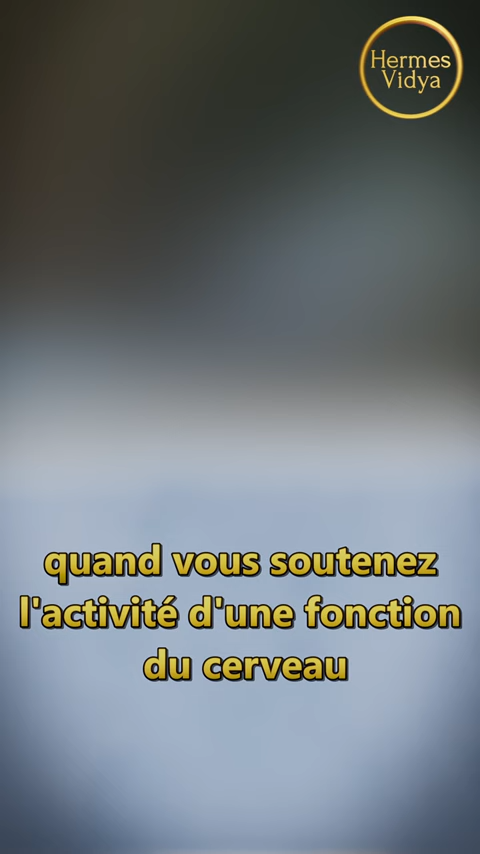 Hermes
Vidya
quand vous soutenez
l'activité d'une fonction
du cerveau